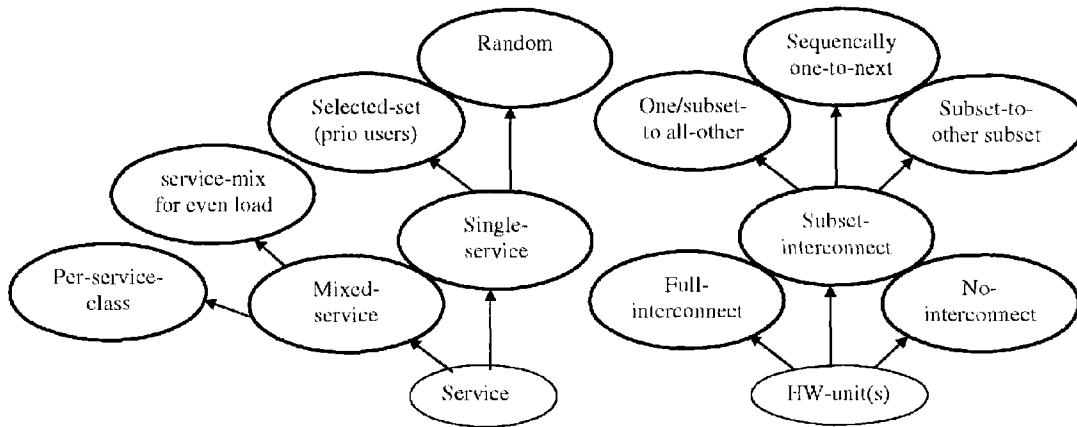 Random
Sequencally
one-to-next
Selected-set
(prio users)
One/subset-
to all-other
Subset-to-
other subset
service-mix
for even load
Single-
service
Subset-
interconnect
Per-service-
class
Mixed-
service
Full-
interconnect
No-
interconnect
Service
HW-unit(s)